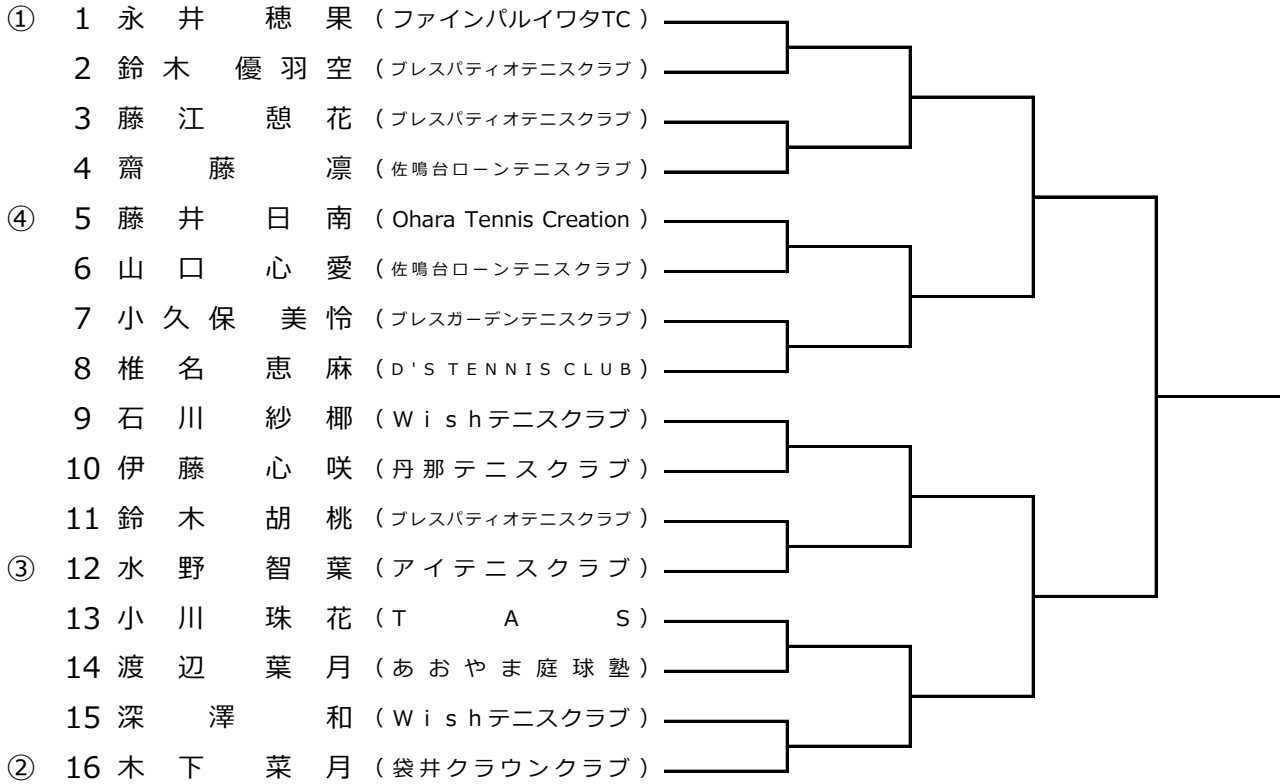 ① 1 永井 穂果 (ファインパルイワタTC)
2 鈴木 優羽空 (ブレスパティオテニスクラブ)
3 藤江 憩花 (ブレスパティオテニスクラブ)
4 齋藤 凛 (佐鳴台ローンテニスクラブ)
④ 5 藤井 日南 (Ohara Tennis Creation)
6 山口 心愛 (佐鳴台ローンテニスクラブ)
7 小久保 美怜 (ブレスガーデンテニスクラブ)
8 椎名 恵麻 (D'S TENNIS CLUB)
9 石川 紗椰 (Wishテニスクラブ)
10 伊藤 心咲 (丹那テニスクラブ)
11 鈴木 胡桃 (ブレスパティオテニスクラブ)
③ 12 水野 智葉 (アイテニスクラブ)
13 小川 珠花 (TAS)
14 渡辺 葉月 (あおやま庭球塾)
15 深澤 和 (Wishテニスクラブ)
② 16 木下 菜月 (袋井クラウンクラブ)